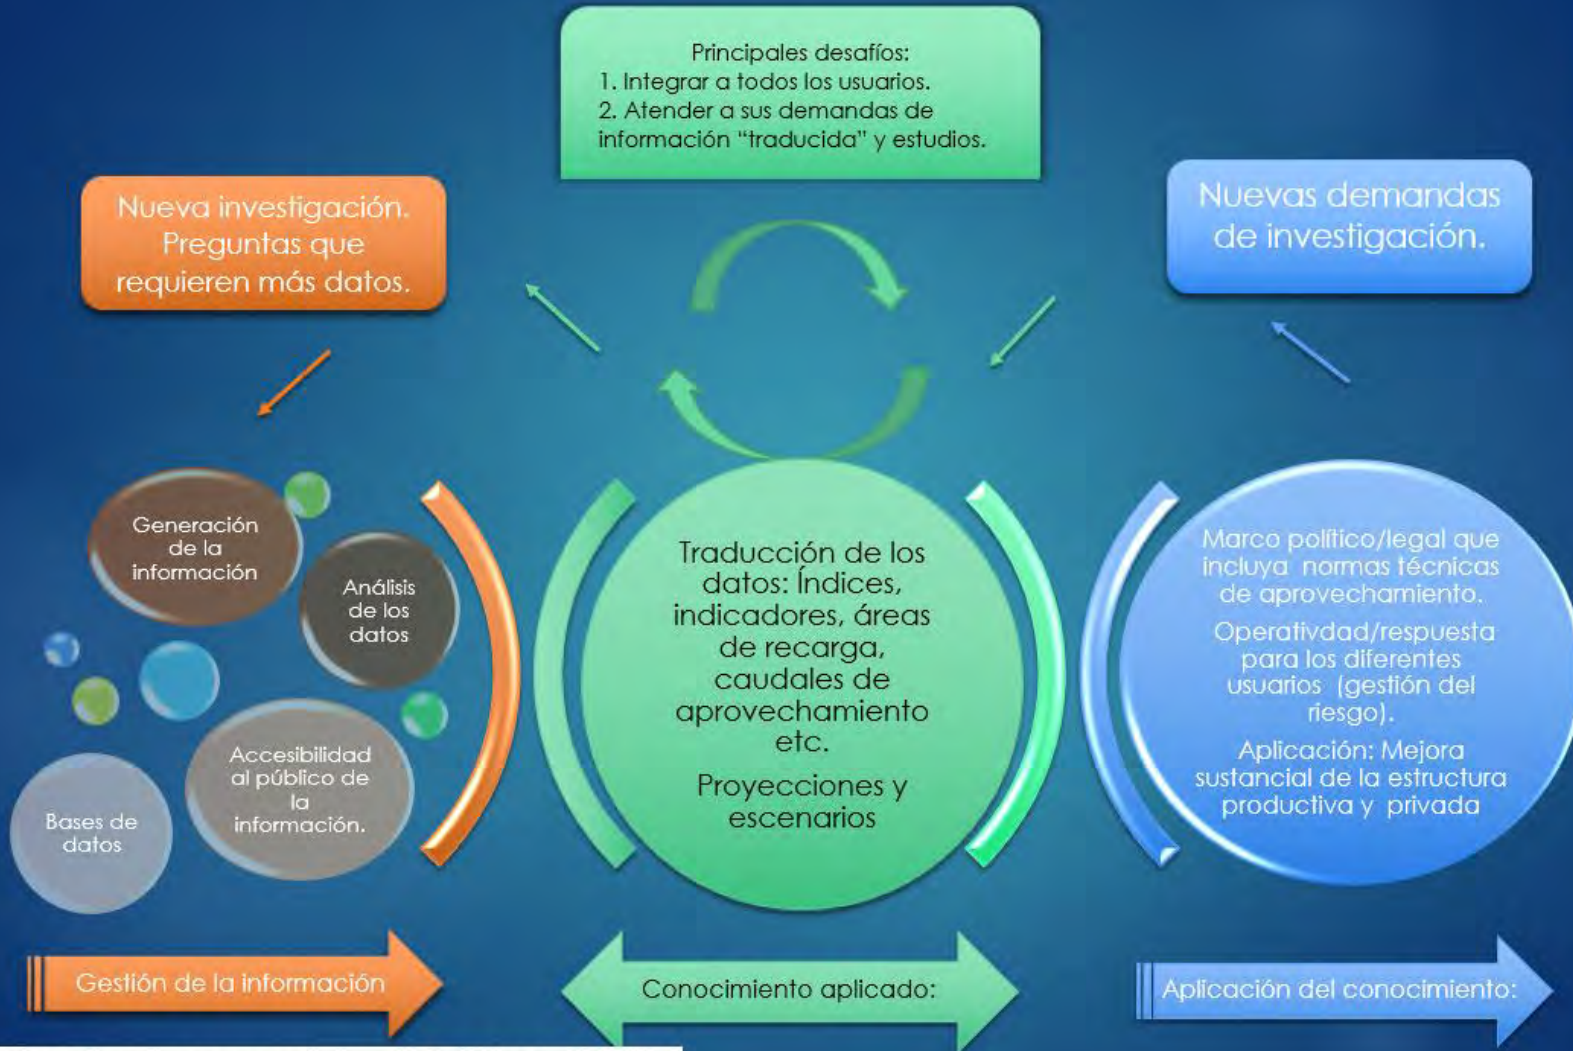 Principales desafíos:
1. Integrar a todos los usuarios.
2. Atender a sus demandas de
información “traducida” y estudios.
Nueva investigación.
Preguntas que
requieren más datos.
Nuevas demandas
de investigación.
Generación
de la
información
Análisis
de los
datos
Accesibilidad
al público de
la
información.
Bases de
datos
Traducción de los
datos: Índices,
indicadores, áreas
de recarga,
caudales de
aprovechamiento
etc.
Proyecciones y
escenarios
Marco político/legal que
incluya normas técnicas
de aprovechamiento.
Operativdad/respuesta
para los diferentes
usuarios (gestión del
riesgo).
Aplicación: Mejora
sustancial de la estructura
productiva y privada
Gestión de la información
Conocimiento aplicado:
Aplicación del conocimiento: